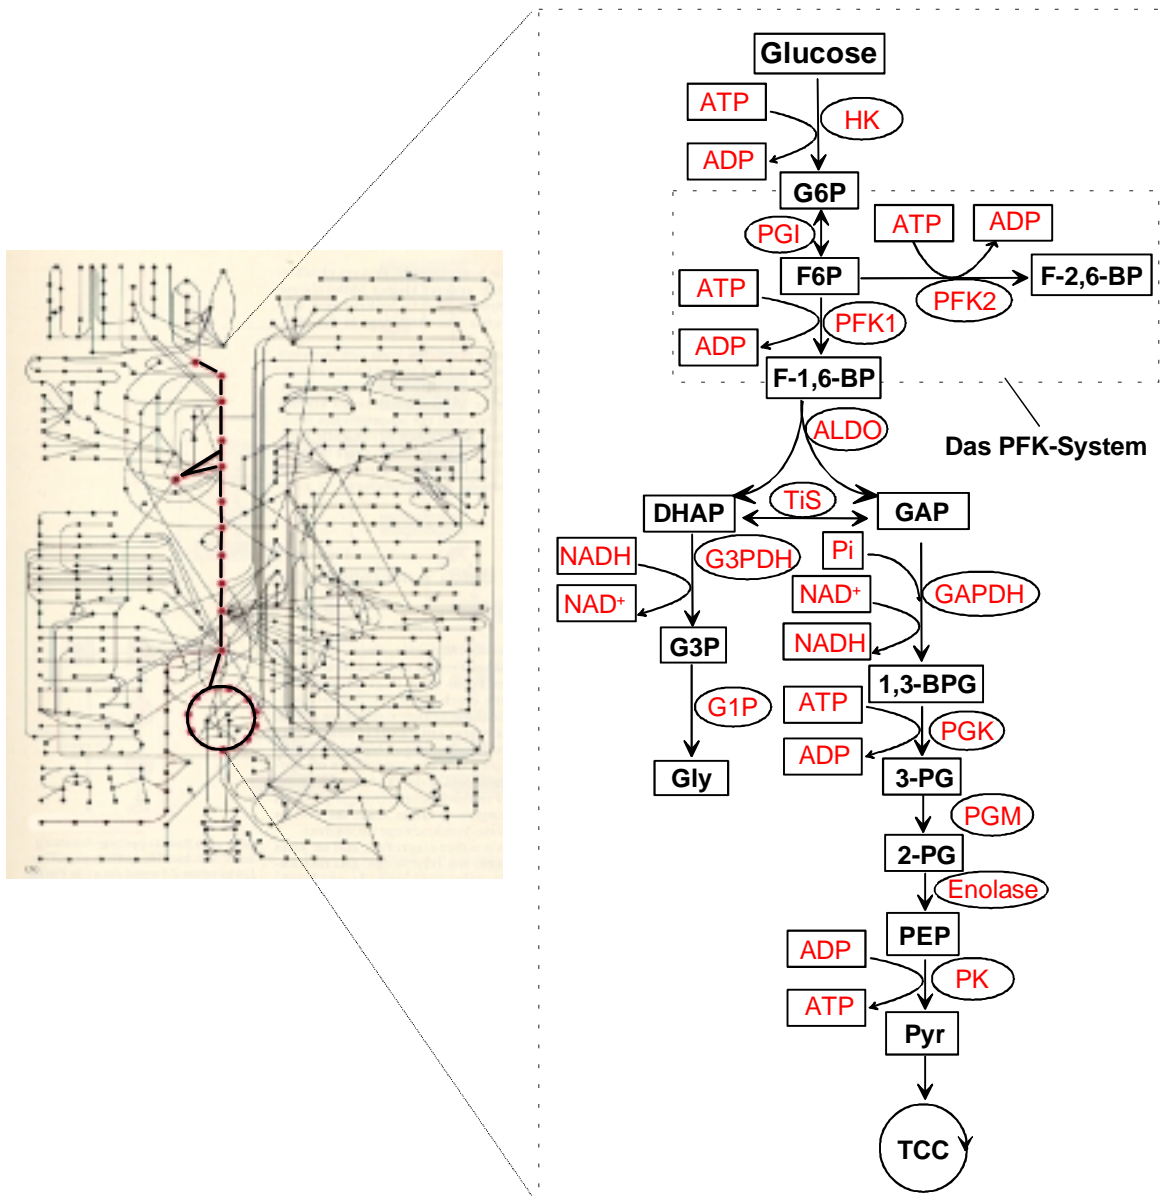 Glucose
ATP
HK
ADP
G6P
PGI
ATP
ADP
F6P
F-2,6-BP
ATP
PFK2
PFK1
ADP
F-1,6-BP
ALDO
Das PFK-System
TiS
DHAP
GAP
NADH
G3PDH
Pi
NAD+
GAPDH
NAD+
G3P
NADH
1,3-BPG
G1P
ATP
PGK
ADP
Gly
3-PG
PGM
2-PG
Enolase
PEP
ADP
PK
ATP
Pyr
TCC